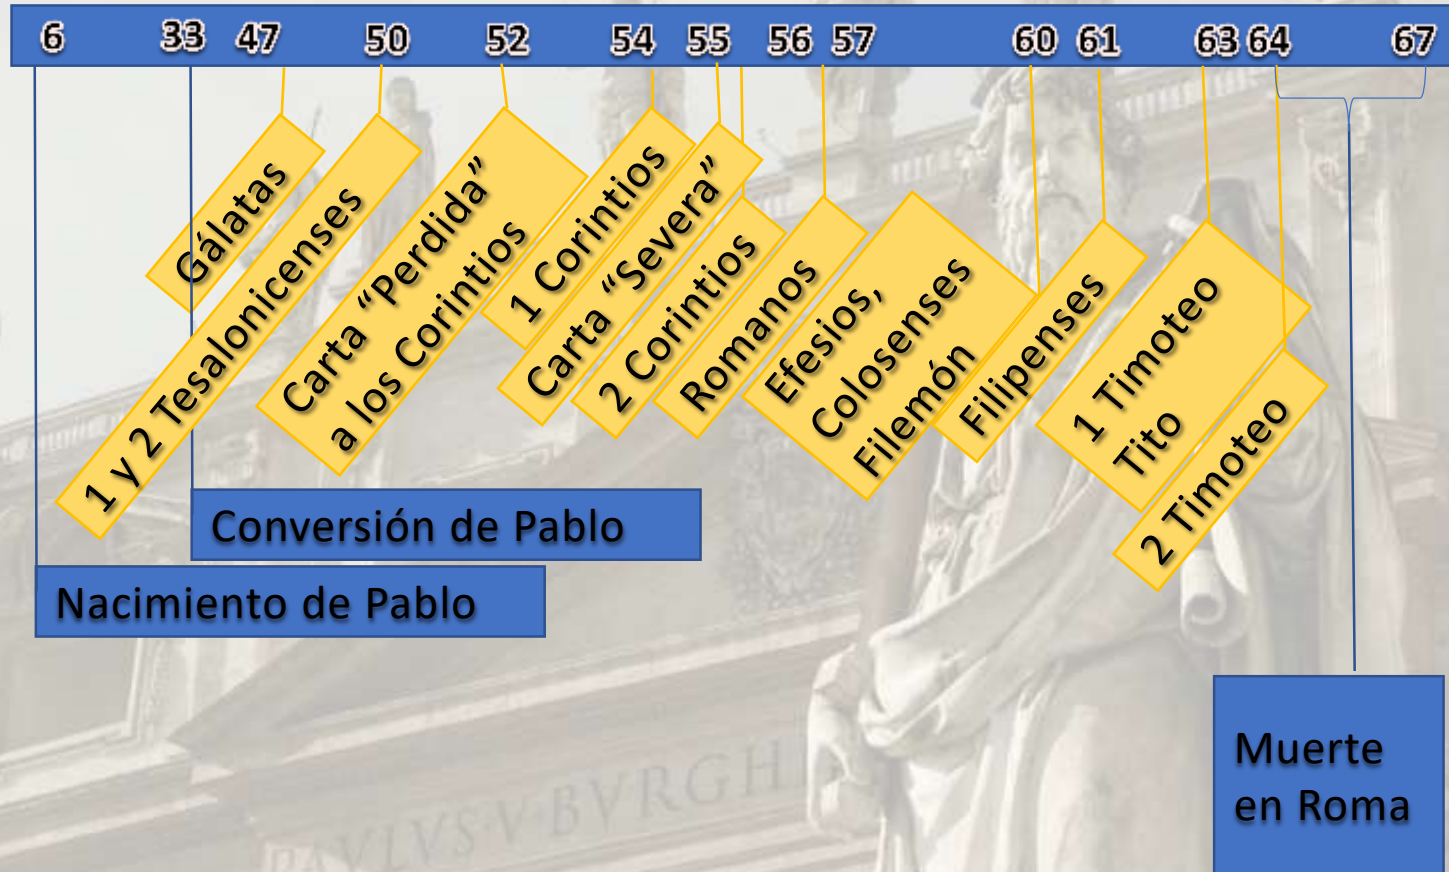 6 33 47 50 52 54 55 56 57 60 61 63 64 67
Gálatas
1 y 2 Tesalonicenses
Carta “Perdida”
a los Corintios
1 Corintios
Carta “Severa”
2 Corintios
Romanos
Efesios,
Colosenses
Filemón
Filipenses
1 Timoteo
Tito
2 Timoteo
Conversión de Pablo
Nacimiento de Pablo
Muerte
en Roma
PAVLVS·V·BVRGH